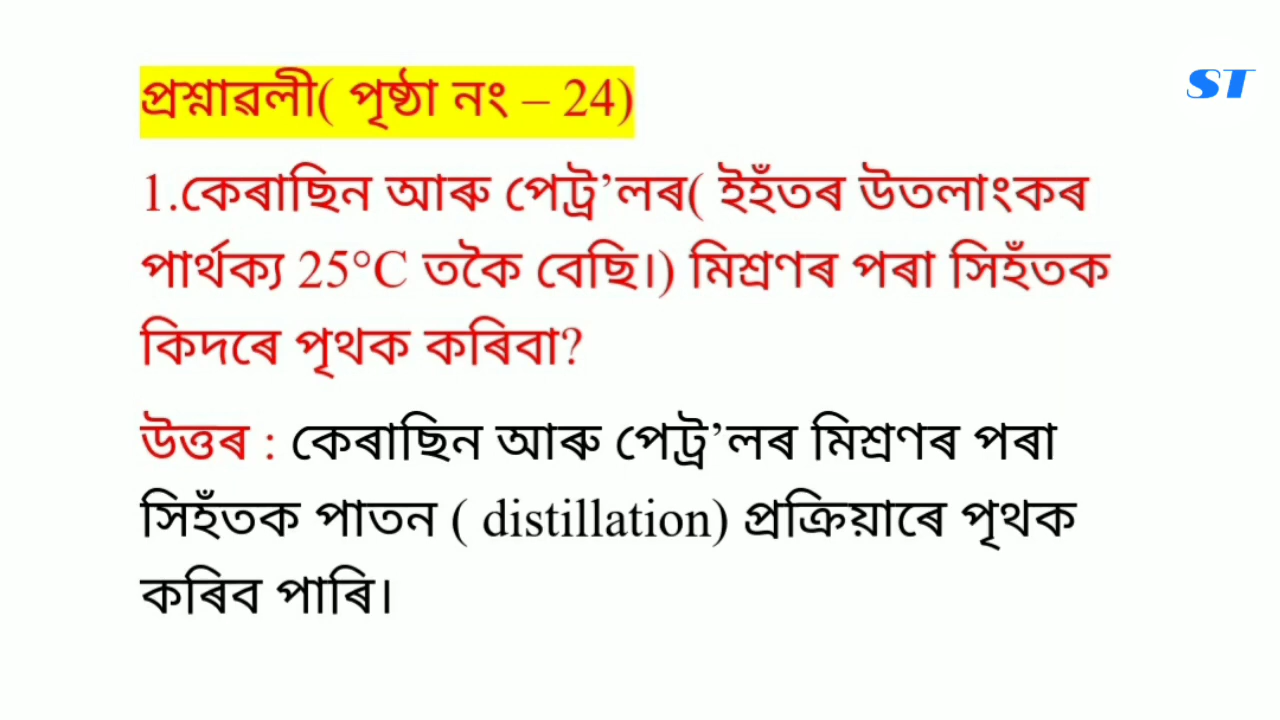 প্ৰশ্নাৱলী( পৃষ্ঠা নং – 24)
ST
1.কেৰাছিন আৰু পেট্ৰ’লৰ( ইহঁতৰ উতলাংকৰ
পাৰ্থক্য 25°C তকৈ বেছি।) মিশ্ৰণৰ পৰা সিহঁতক
কিদৰে পৃথক কৰিবা?
উত্তৰ : কেৰাছিন আৰু পেট্ৰ’লৰ মিশ্ৰণৰ পৰা
সিহঁতক পাতন ( distillation) প্ৰক্ৰিয়াৰে পৃথক
কৰিব পাৰি।